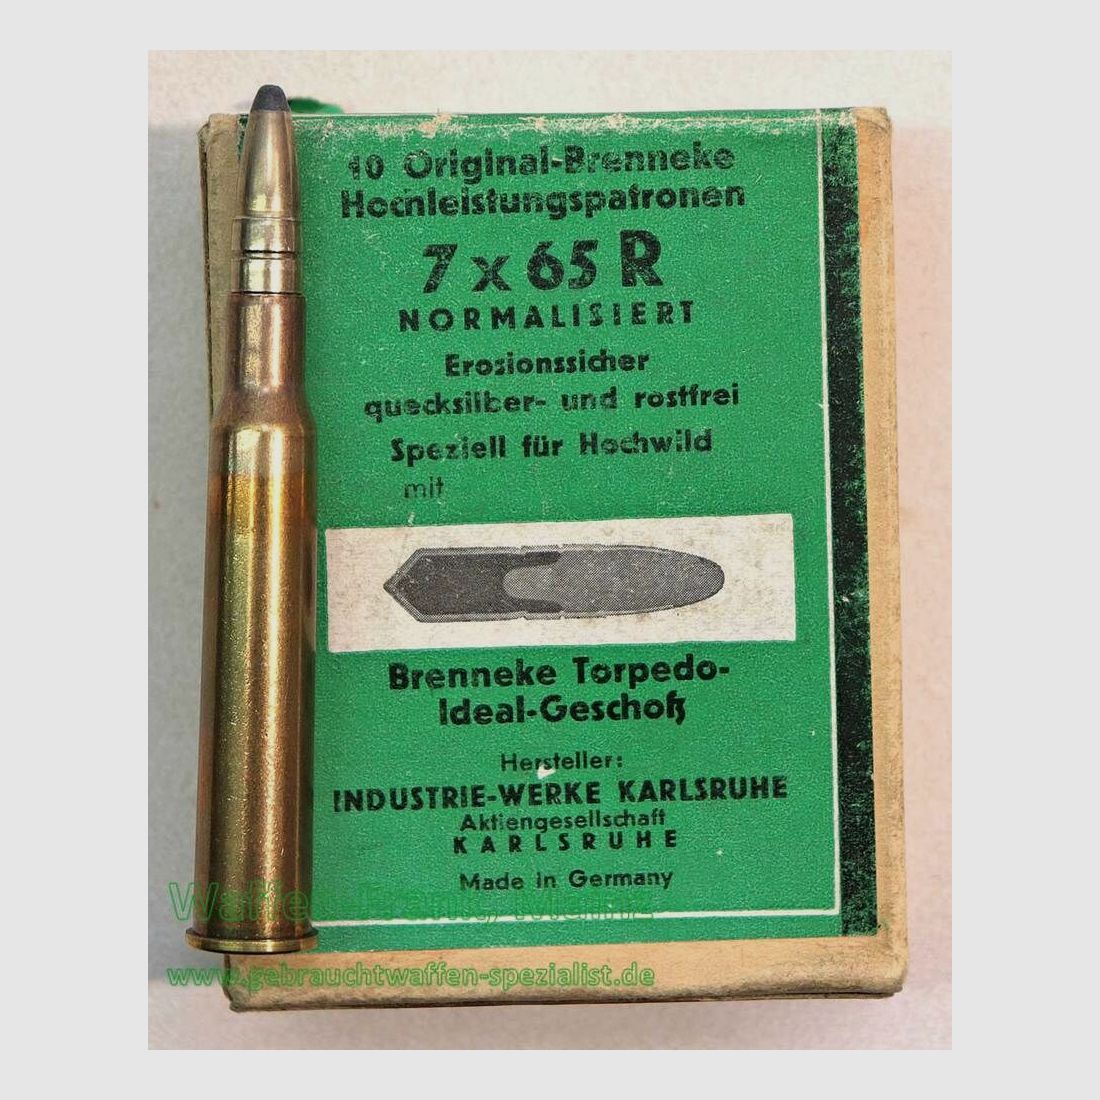 10 Original-Brenneke
Hochleistungspatronen
7 x 65 R
NORMALISIERT
Erosionssicher
quecksilber- und rostfrei
Speziell für Hochwild
mit
Brenneke Torpedo-
Ideal-Geschoß
Hersteller:
INDUSTRIE-WERKE KARLSRUHE
Aktiengesellschaft
KARLSRUHE
Made in Germany
www.gebrauchtwaffen-spezialist.de